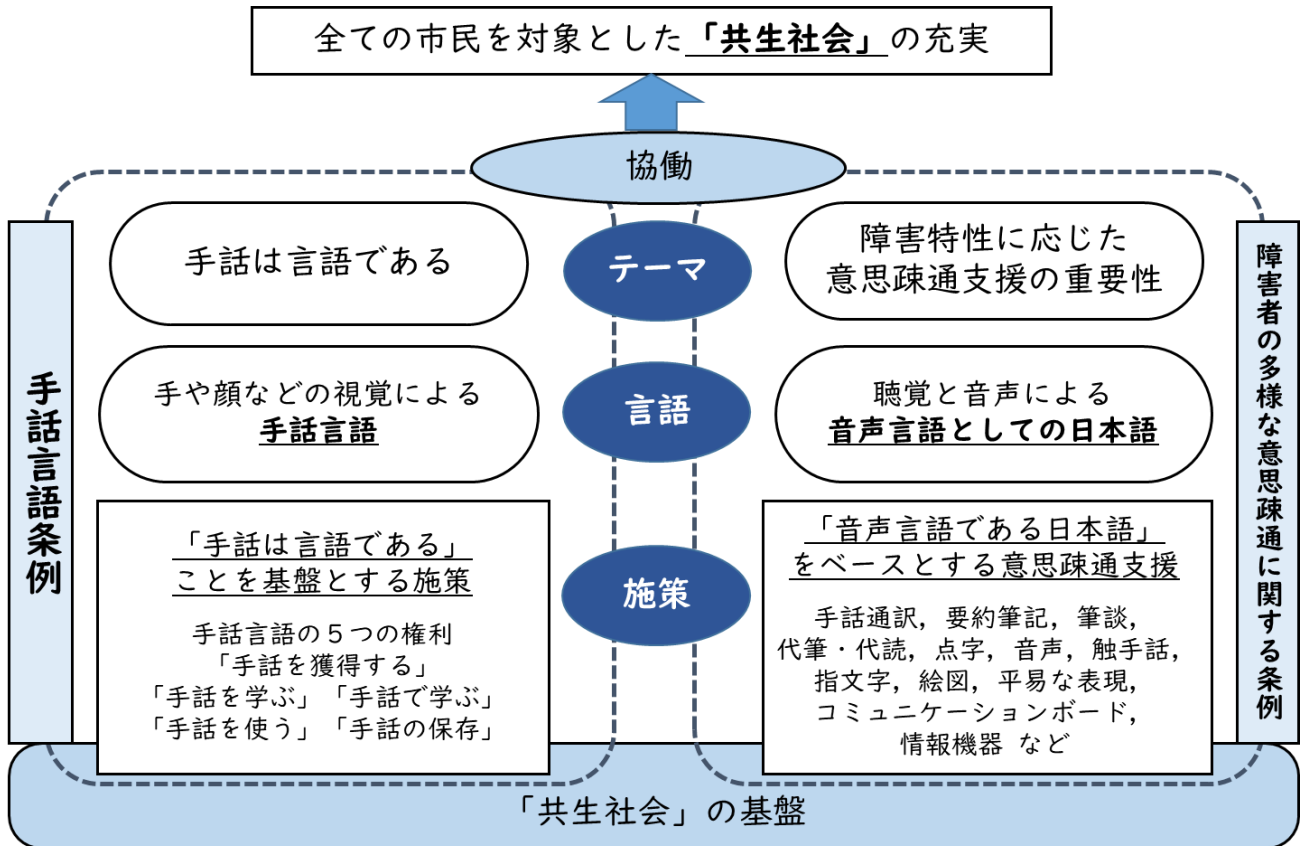 全ての市民を対象とした「共生社会」の充実
協働
手話言語条例
手話は言語である
テーマ
障害特性に応じた
意思疎通支援の重要性
障害者の多様な意思疎通に関する条例
手や顔などの視覚による
手話言語
言語
聴覚と音声による
音声言語としての日本語
「手話は言語である」
ことを基盤とする施策
手話言語の5つの権利
「手話を獲得する」
「手話を学ぶ」「手話で学ぶ」
「手話を使う」「手話の保存」
施策
「音声言語である日本語」
をベースとする意思疎通支援
手話通訳，要約筆記，筆談，
代筆・代読，点字，音声，触手話，
指文字，絵図，平易な表現，
コミュニケーションボード，
情報機器 など
「共生社会」の基盤